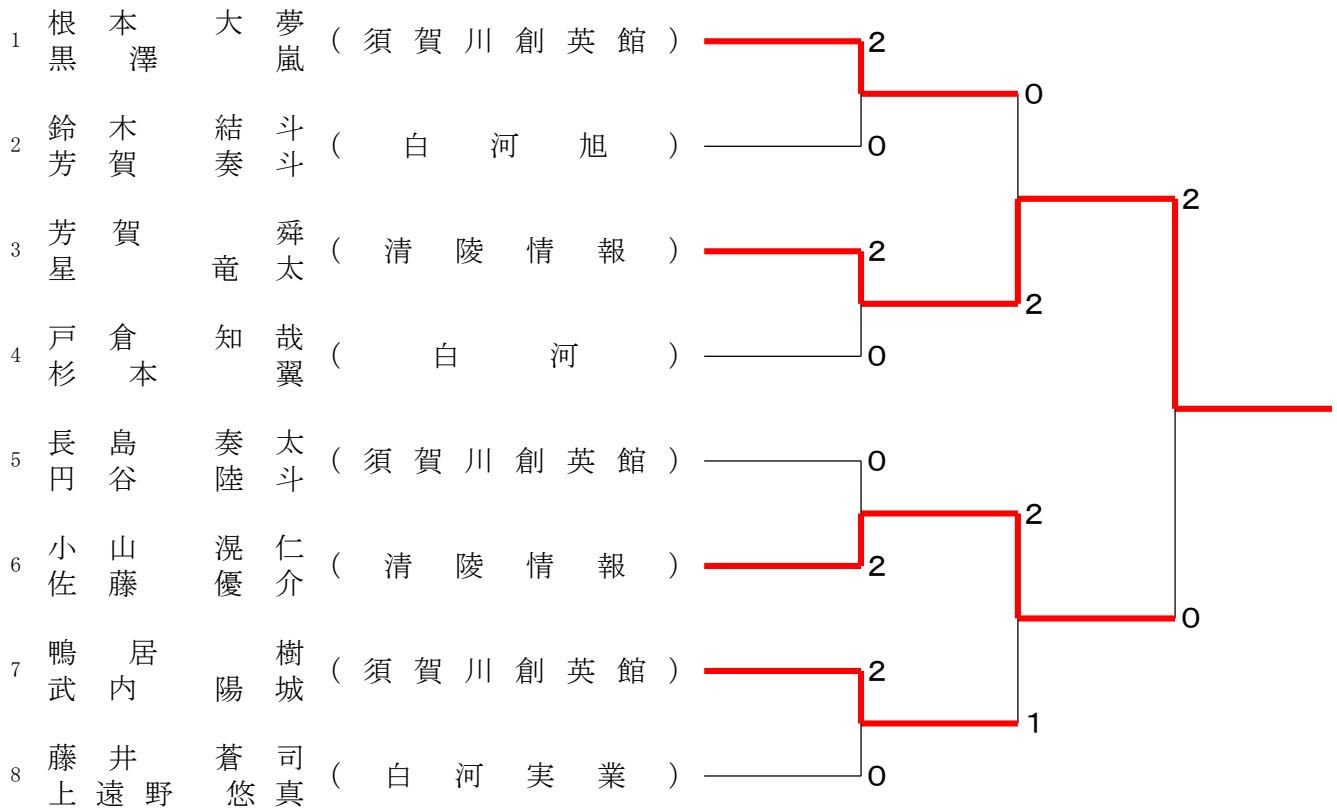 1 根本 大夢 (須賀川創英館) 2
黒澤 嵐
0
2 鈴木 結斗 (白河旭) 0
芳賀 奏斗
2
3 芳賀 舜 (清陵情報) 2
星 竜太
2
4 戸倉 知哉 (白河) 0
杉本 翼
5 長島 奏太 (須賀川創英館) 0
円谷 陸斗
2
6 小山 滉仁 (清陵情報) 2
佐藤 優介
0
7 鴨居 樹 (須賀川創英館) 2
武内 陽城
1
8 藤井 蒼司 (白河実業) 0
上遠野 悠真